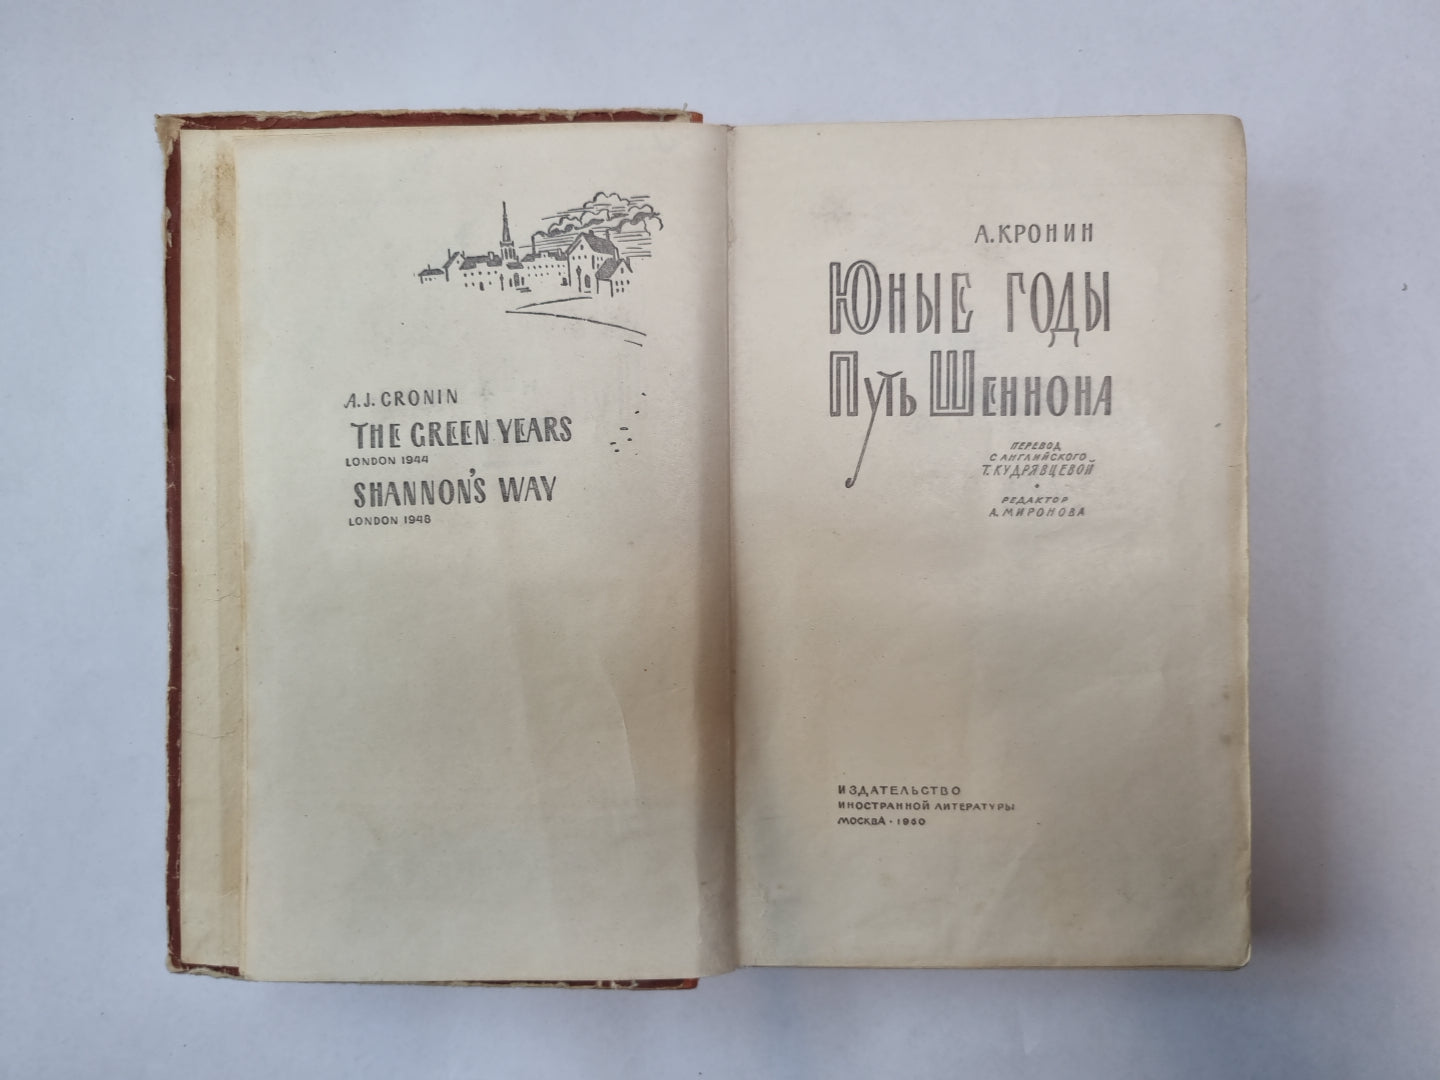 A.J. CRONIN
THE GREEN YEARS
LONDON 1944
SHANNON'S WAY
LONDON 1948
А. КРОНИН
ЮНЫЕ ГОДЫ
ПУТЬ ШЕННОНА
ПЕРЕВОД
С АНГЛИЙСКОГО
Т. КУДРЯВЦЕВОЙ
РЕДАКТОР
А. МИРОНОВА
ИЗДАТЕЛЬСТВО
ИНОСТРАННОЙ ЛИТЕРАТУРЫ
МОСКВА · 1960